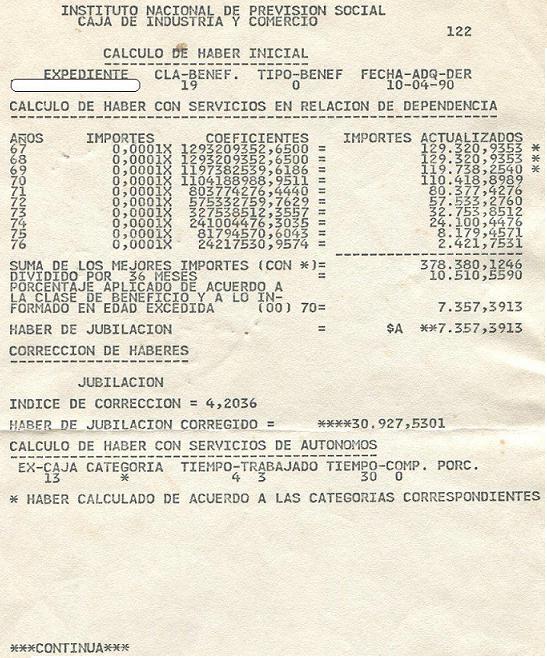 INSTITUTO NACIONAL DE PREVISION SOCIAL
CAJA DE INDUSTRIA Y COMERCIO
122
CALCULO DE HABER INICIAL
EXPEDIENTE CLA-BENEF. TIPO-BENEF FECHA-ADQ-DER
19 0 10-04-90
CALCULO DE HABER CON SERVICIOS EN RELACION DE DEPENDENCIA
AÑOS IMPORTES COEFICIENTES IMPORTES ACTUALIZADOS
67 0,0001X 1293209352,6500 = 129.320,9353 *
68 0,0001X 1293209352,6500 = 129.320,9353 *
69 0,0001X 1197382539,6186 = 119.738,2540 *
70 0,0001X 1104188988,9511 = 110.418,8989
71 0,0001X 803774276,4440 = 80.377,4276
72 0,0001X 575332759,7629 = 57.533,2760
73 0,0001X 327538512,3557 = 32.753,8512
74 0,0001X 241004476,3035 = 24.100,4476
75 0,0001X 81794570,6043 = 8.179,4571
76 0,0001X 24217530,9574 = 2.421,7531
SUMA DE LOS MEJORES IMPORTES (CON *)= 378.380,1246
DIVIDIDO POR 36 MESES = 10.510,5590
PORCENTAJE APLICADO DE ACUERDO A
LA CLASE DE BENEFICIO Y A LO IN-
FORMADO EN EDAD EXCEDIDA (00) 70= 7.357,3913
HABER DE JUBILACION = $A **7.357,3913
CORRECCION DE HABERES
JUBILACION
INDICE DE CORRECCION = 4,2036
HABER DE JUBILACION CORREGIDO = ****30.927,5301
CALCULO DE HABER CON SERVICIOS DE AUTONOMOS
EX-CAJA CATEGORIA TIEMPO-TRABAJADO TIEMPO-COMP. PORC.
13 * 4 3 30 0
* HABER CALCULADO DE ACUERDO A LAS CATEGORIAS CORRESPONDIENTES
***CONTINUA***